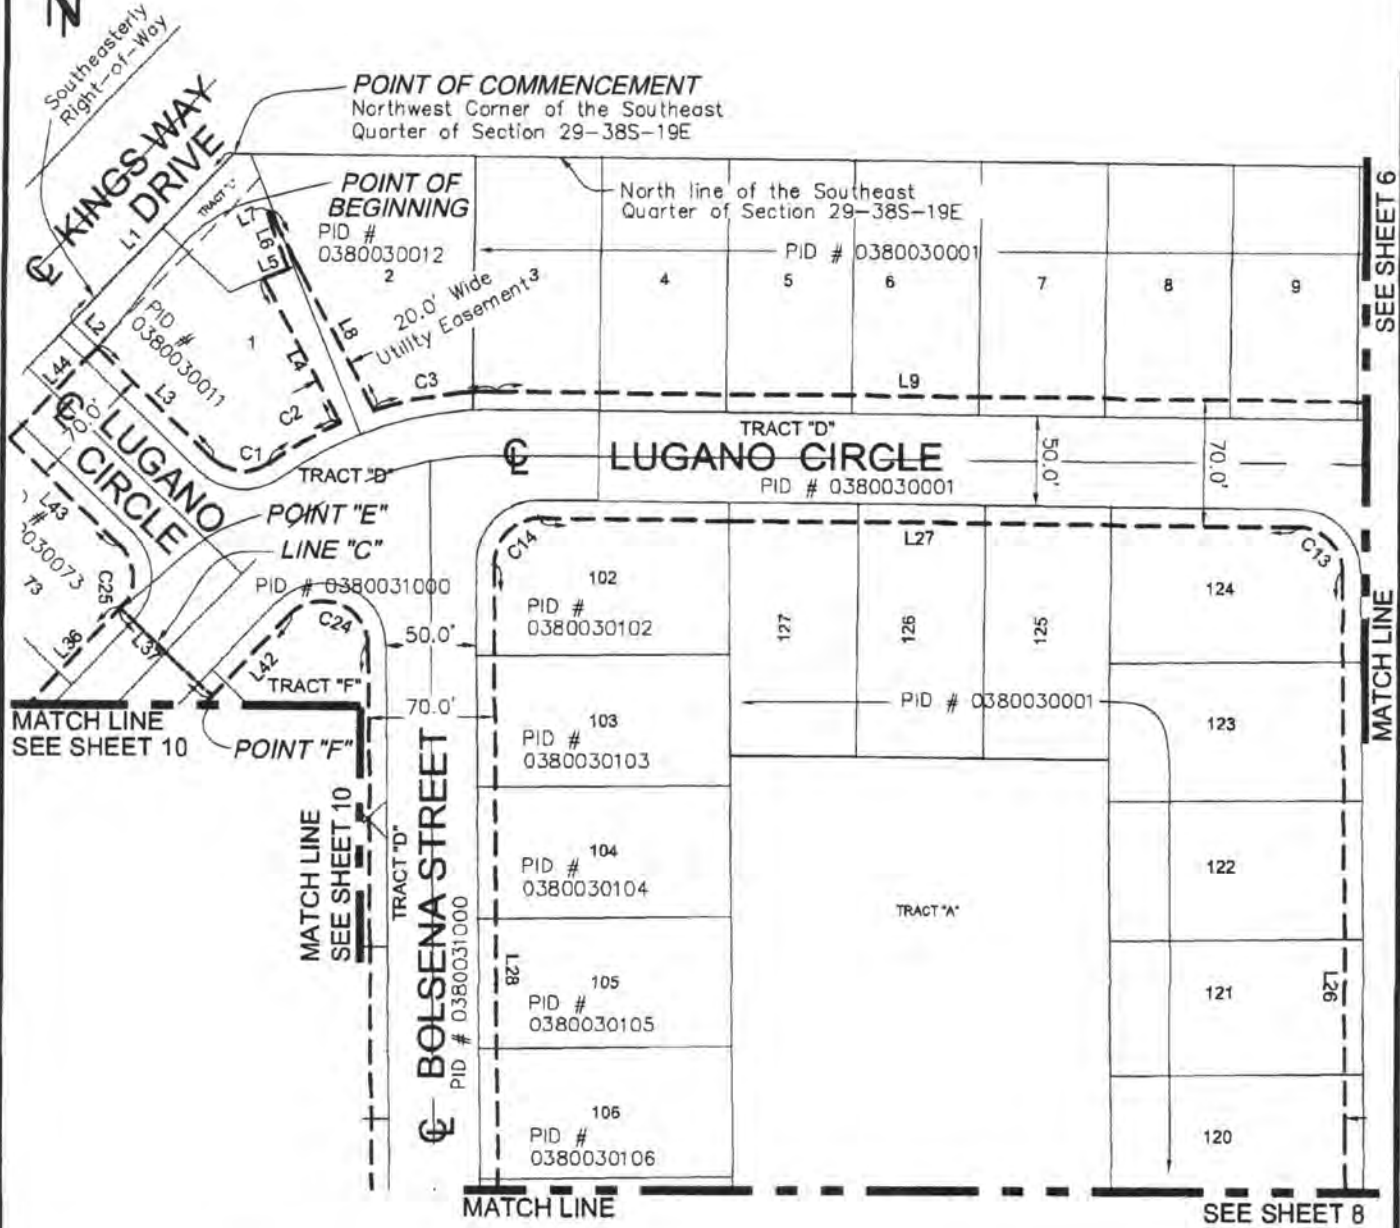 N
Southeasterly
Right-of-Way
KINGS WAY
DRIVE
L1
POINT OF COMMENCEMENT
Northwest Corner of the Southeast
Quarter of Section 29-38S-19E
TRACT "C"
POINT OF
BEGINNING
PID #
0380030012
2
North line of the Southeast
Quarter of Section 29-38S-19E
PID # 0380030001
3
4
5
6
7
8
9
SEE SHEET 6
L7
L6
L5
L2
PID #
0380030011
1
L4
L8
20.0' Wide
Utility Easement
L44
L3
C2
C1
C3
L9
70.0'
LUGANO
CIRCLE
TRACT "D"
TRACT "D"
LUGANO CIRCLE
PID # 0380030001
50.0'
70.0'
POINT "E"
LINE "C"
PID # 0380031000
L43
#
030073
73
C25
L36
L37
C24
L42
TRACT "F"
50.0'
70.0'
C14
L27
C13
102
PID #
0380030102
127
126
125
124
MATCH LINE
MATCH LINE
SEE SHEET 10
POINT "F"
PID # 0380030001
103
PID #
0380030103
123
MATCH LINE
SEE SHEET 10
TRACT "D"
BOLSENA STREET
PID # 0380031000
104
PID #
0380030104
122
TRACT "A"
L28
105
PID #
0380030105
121
L26
106
PID #
0380030106
120
MATCH LINE
SEE SHEET 8